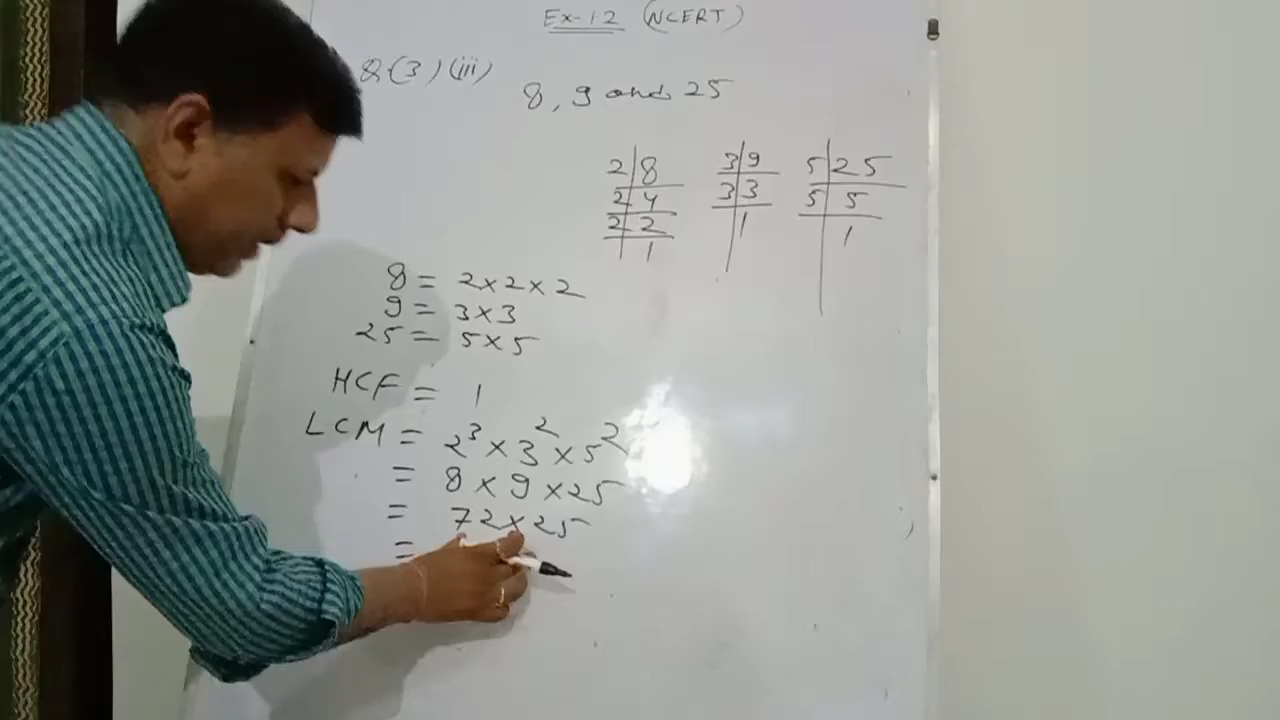 Ex-1.2 (NCERT)
Q.(3) (iii)
8, 9 and 25
2|8 3|9 5|25
2|4 3|3 5|5
2|2 1 1
1
8 = 2×2×2
9 = 3×3
25 = 5×5
HCF = 1
LCM = 2³ × 3² × 5²
= 8 × 9 × 25
= 72×25
=